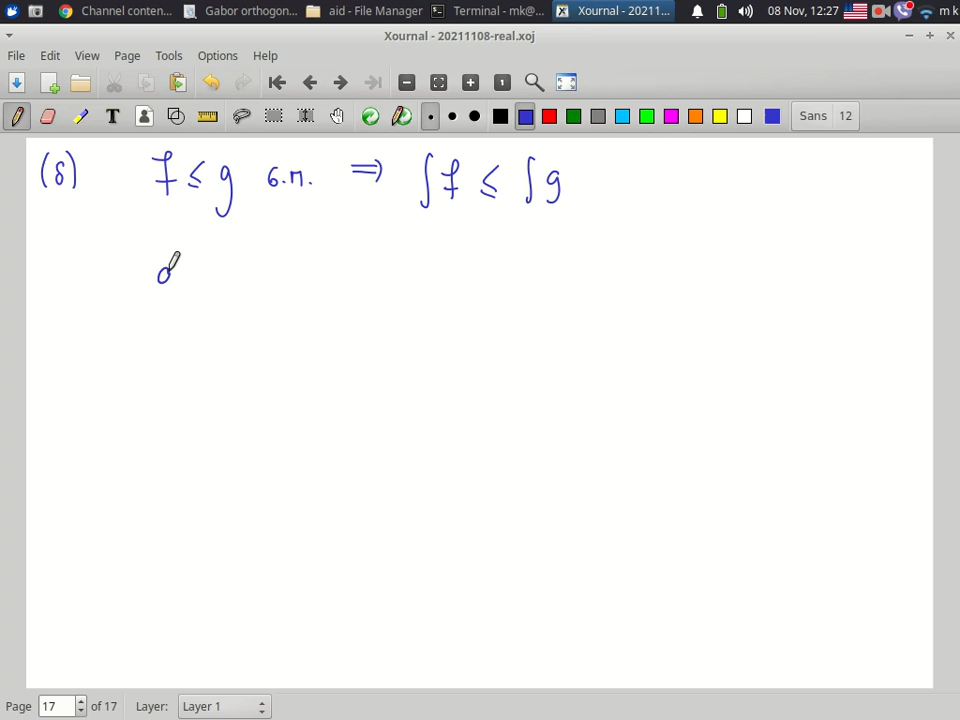 Channel conten... Gabor orthogon... aid - File Manager Terminal - mk@... Xournal - 20211... 08 Nov, 12:27 m k
Xournal - 20211108-real.xoj
File Edit View Page Tools Options Help
Sans 12
(δ) f ≤ g σ.π. ⟹ ∫f ≤ ∫g
Page 17 of 17 Layer: Layer 1